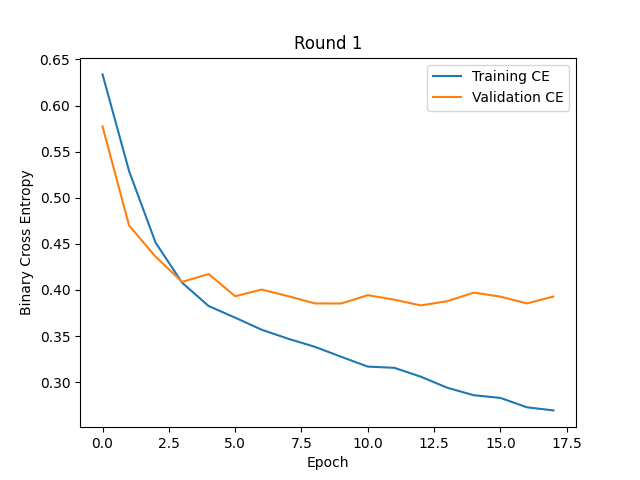 Round 1
Training CE
Validation CE
Binary Cross Entropy
0.65
0.60
0.55
0.50
0.45
0.40
0.35
0.30
0.0 2.5 5.0 7.5 10.0 12.5 15.0 17.5
Epoch